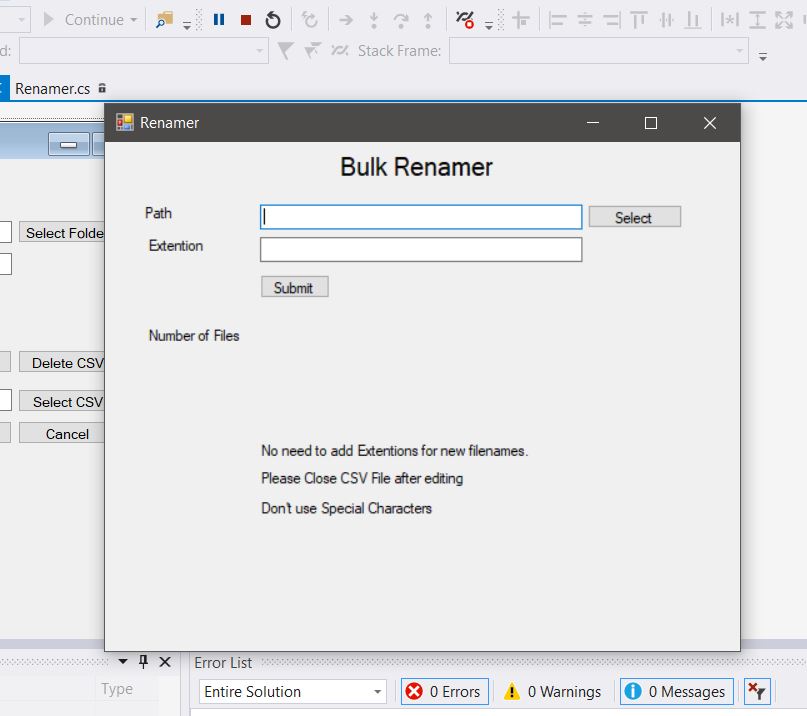 Continue
d:
Stack Frame:
Renamer.cs
Renamer
Bulk Renamer
Path
Select
Select Folde
Extention
Submit
Number of Files
Delete CSV
Select CSV
Cancel
No need to add Extentions for new filenames.
Please Close CSV File after editing
Don't use Special Characters
Error List
Type
Entire Solution
0 Errors
0 Warnings
0 Messages